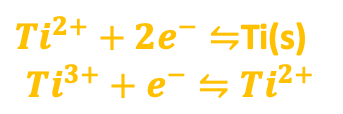 Ti²⁺ + 2e⁻ ⇋Ti(s)
Ti³⁺ + e⁻ ⇋ Ti²⁺